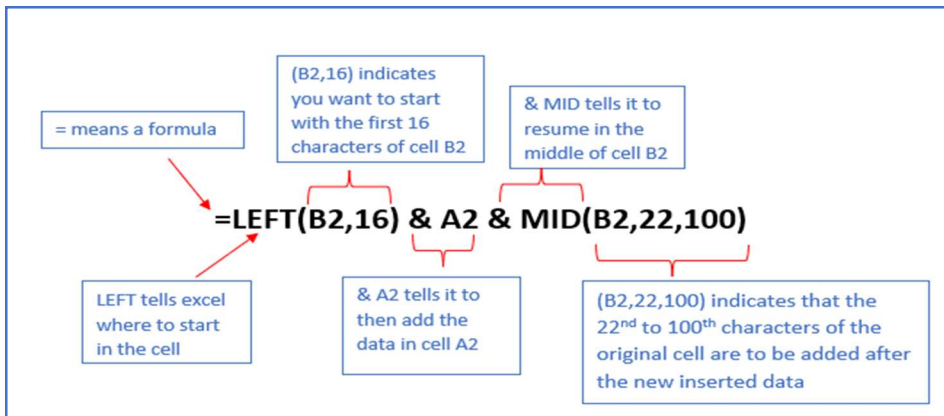 (B2,16) indicates
you want to start
with the first 16
characters of cell B2
& MID tells it to
resume in the
middle of cell B2
= means a formula
=LEFT(B2,16) & A2 & MID(B2,22,100)
LEFT tells excel
where to start
in the cell
& A2 tells it to
then add the
data in cell A2
(B2,22,100) indicates that the
22nd to 100th characters of the
original cell are to be added after
the new inserted data